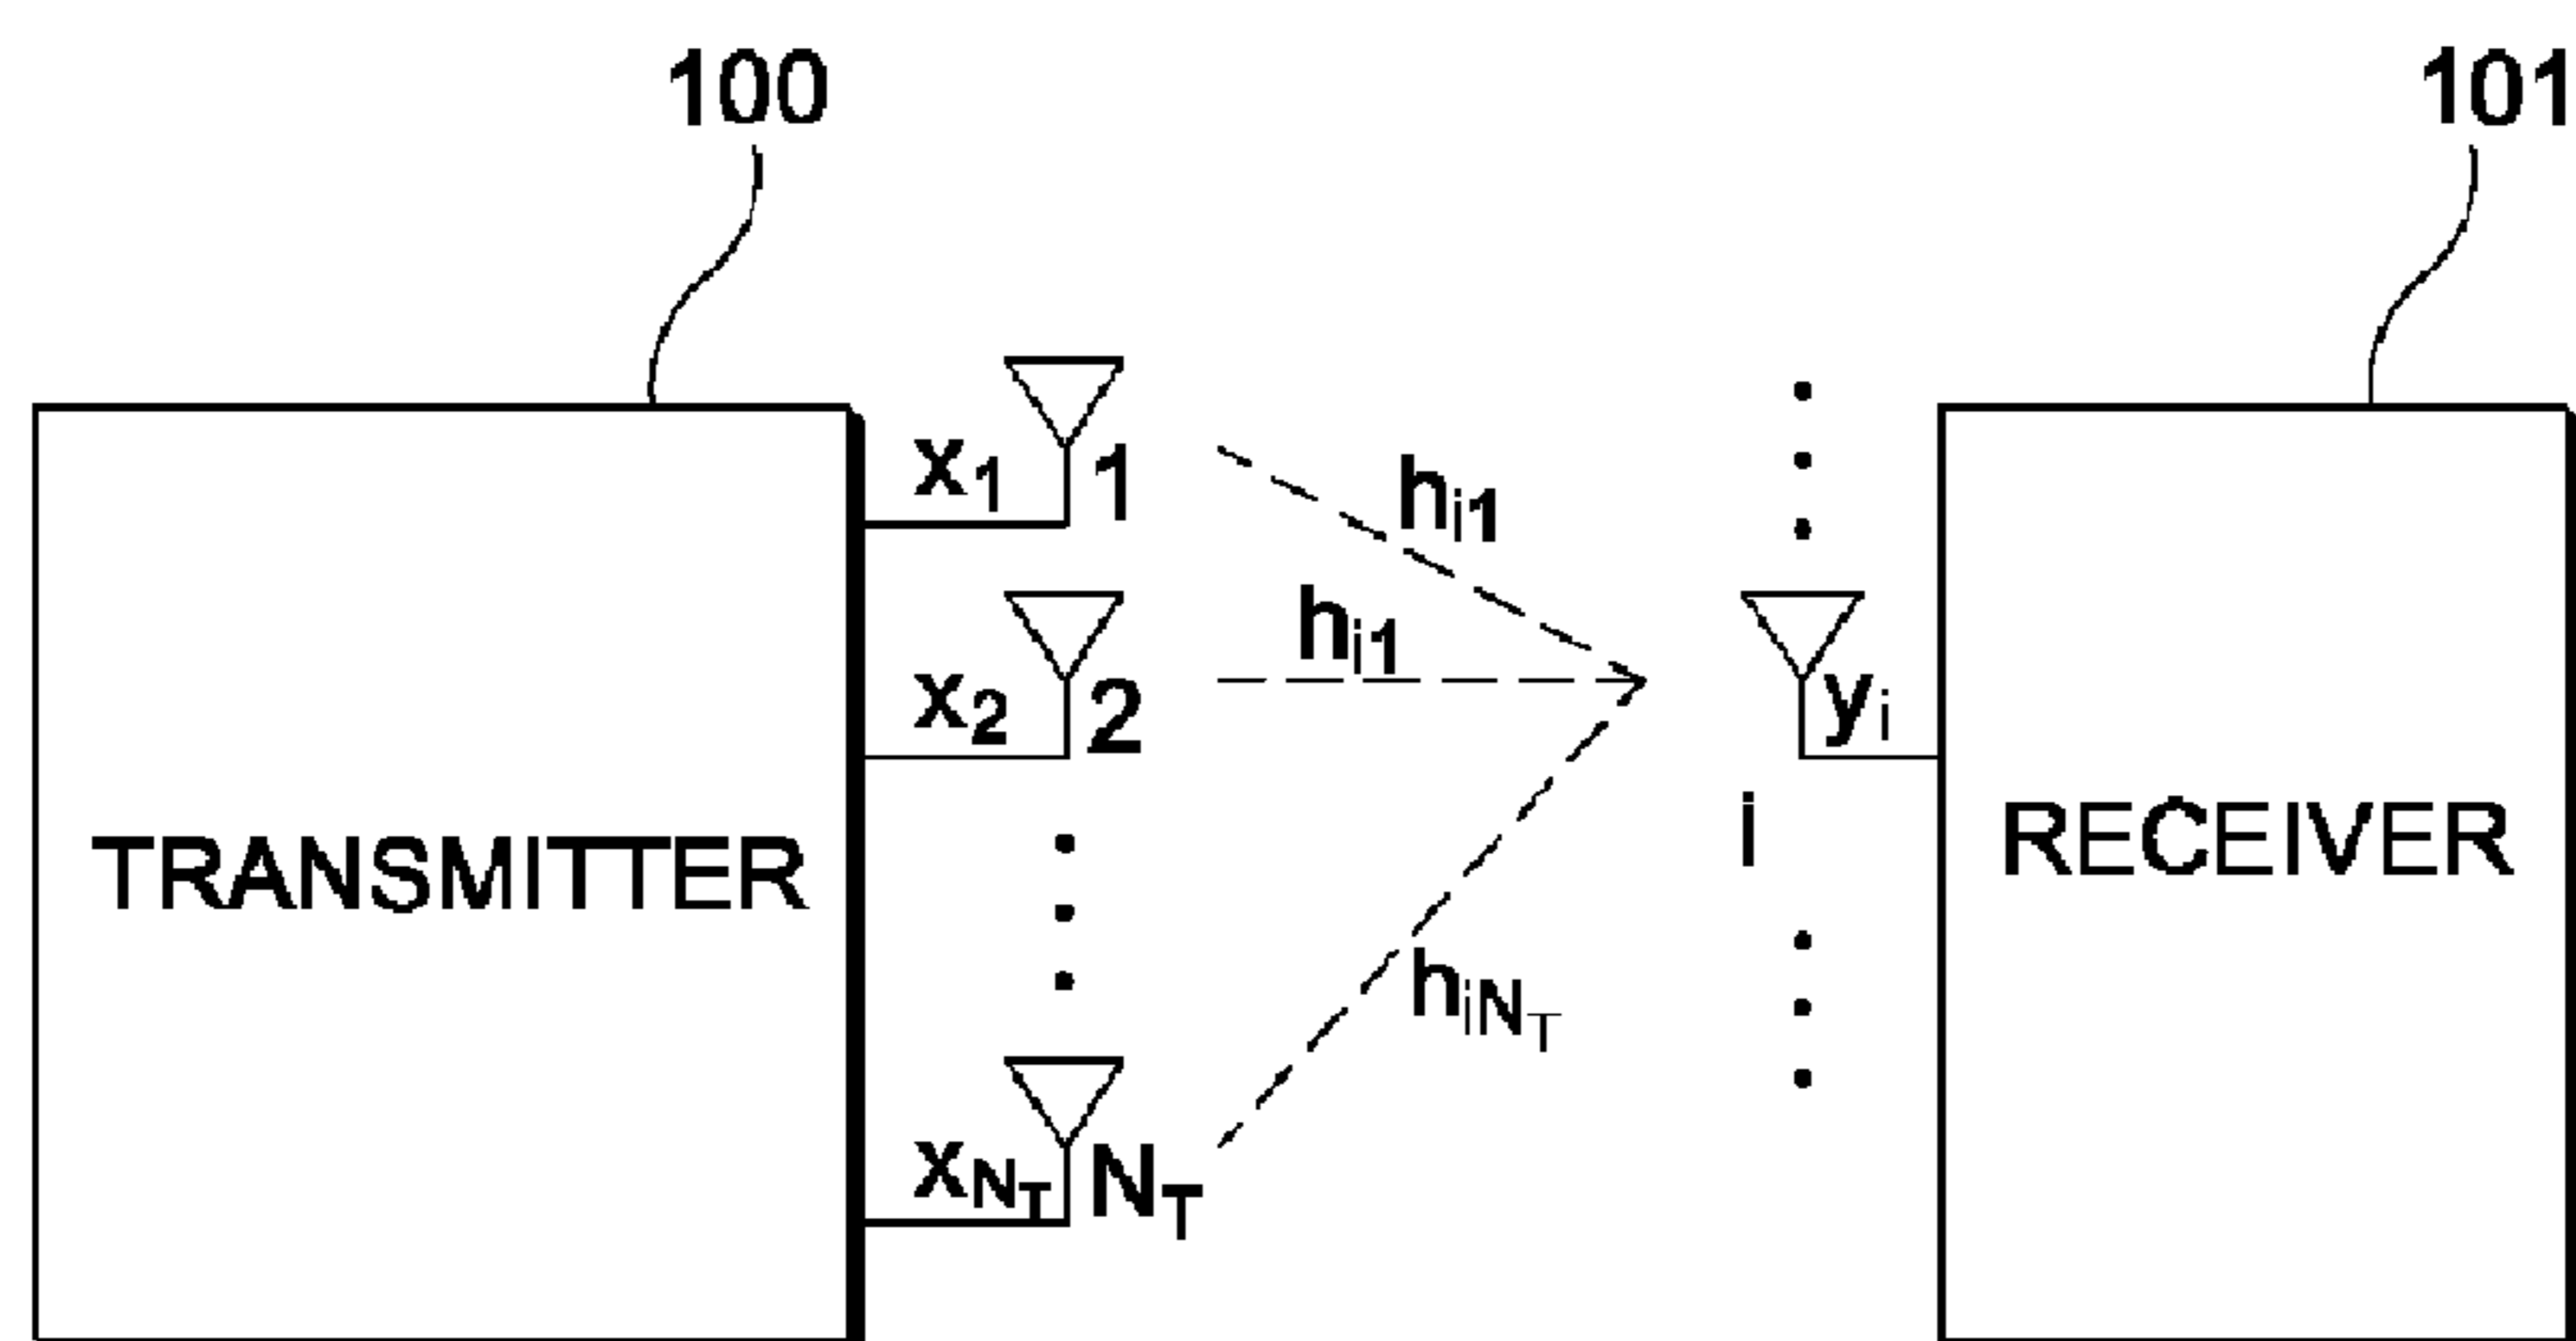 100
101
x1
1
hi1
hi1
x2
2
yi
i
TRANSMITTER
RECEIVER
hiNT
xNT
NT